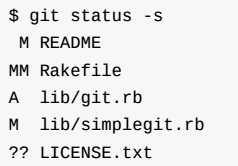 $ git status -s
 M README
MM Rakefile
A  lib/git.rb
M  lib/simplegit.rb
?? LICENSE.txt